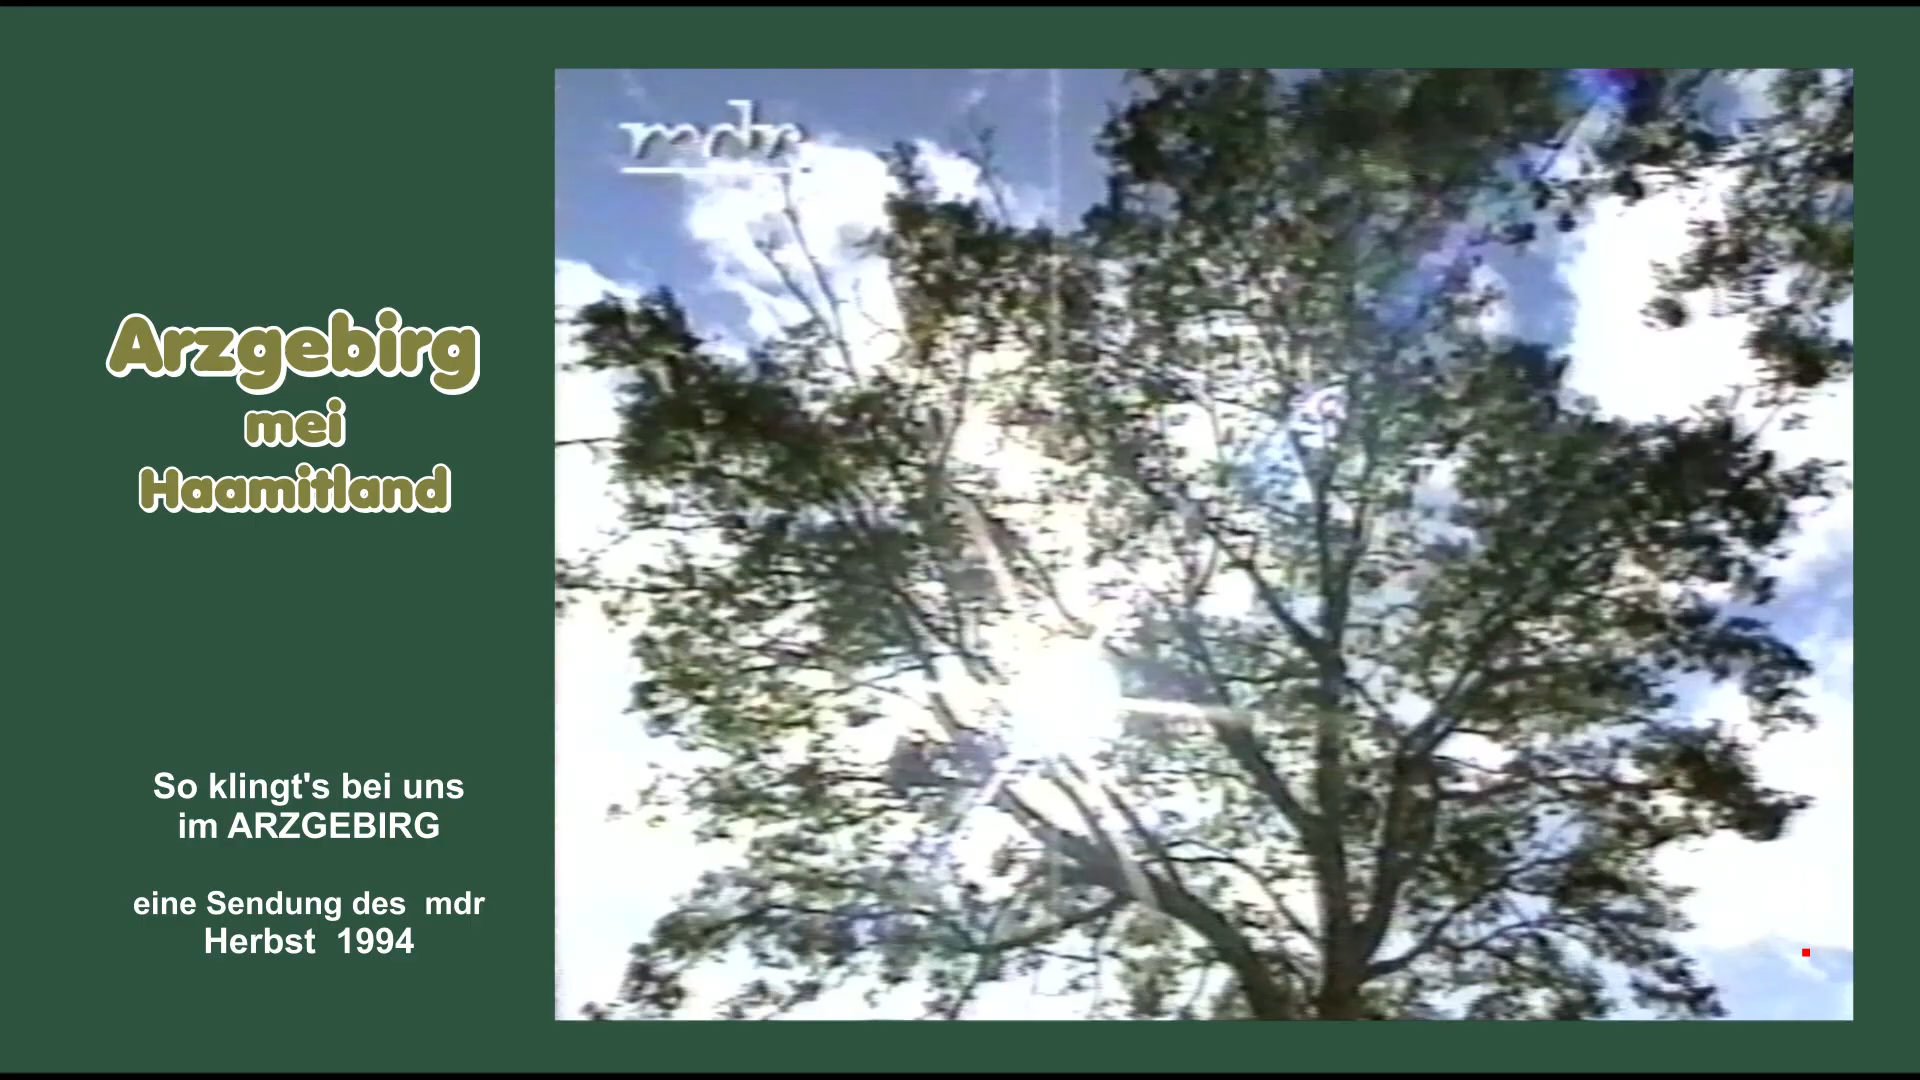 Arzgebirg
mei
Haamitland
So klingt's bei uns
im ARZGEBIRG
eine Sendung des  mdr
Herbst  1994
mdr